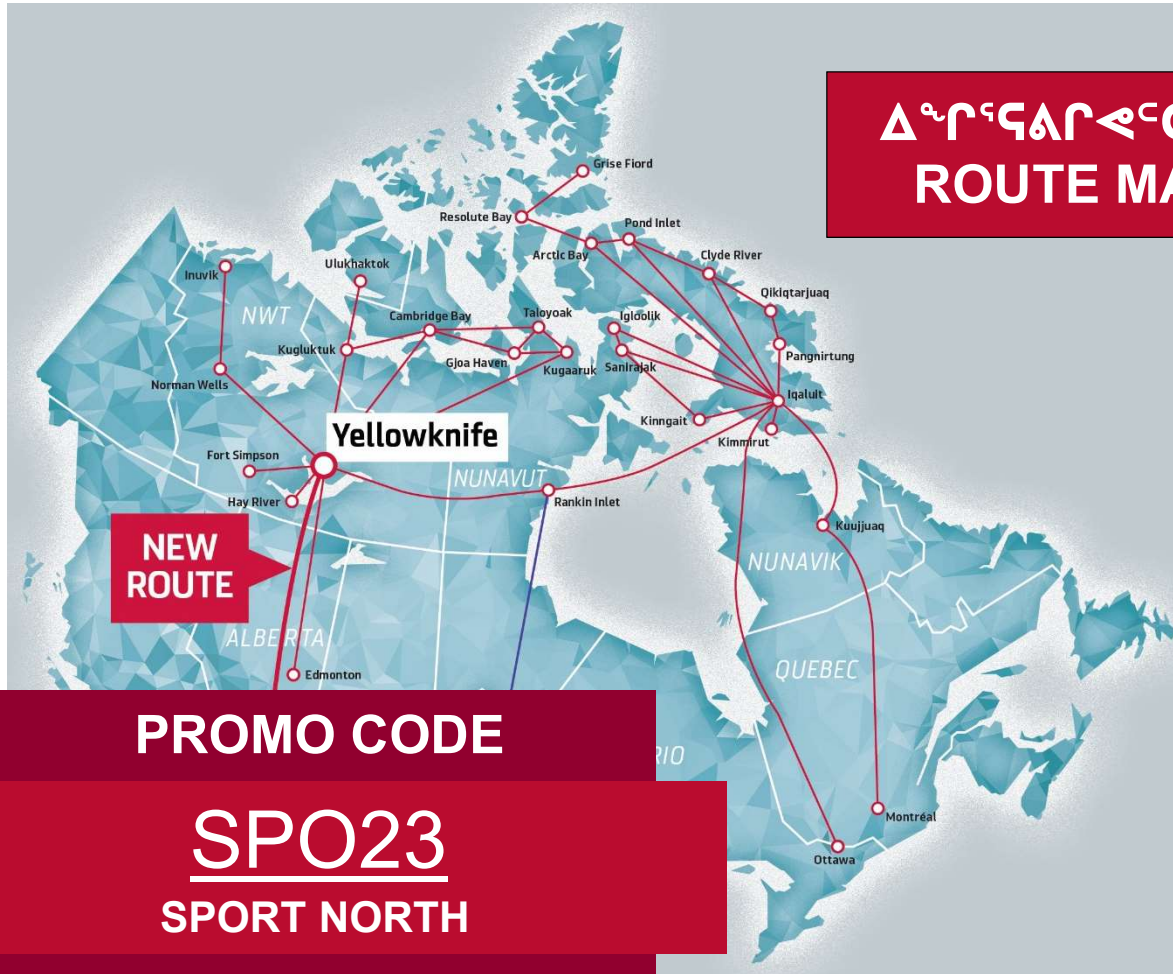 ᐃᖕᒋᕐᕋᕕᒋᕙᑦ
ROUTE MA
Grise Fiord
Resolute Bay
Pond Inlet
Arctic Bay
Clyde River
Ulukhaktok
Inuvik
Qikiqtarjuaq
NWT
Cambridge Bay
Taloyoak
Igloolik
Kugluktuk
Gjoa Haven
Kugaaruk
Sanirajak
Pangnirtung
Norman Wells
Iqaluit
Kinngait
Kimmirut
Yellowknife
Fort Simpson
NUNAVUT
Hay River
Rankin Inlet
Kuujjuaq
NEW
ROUTE
NUNAVIK
ALBERTA
Edmonton
QUEBEC
PROMO CODE
RIO
SPO23
SPORT NORTH
Montréal
Ottawa